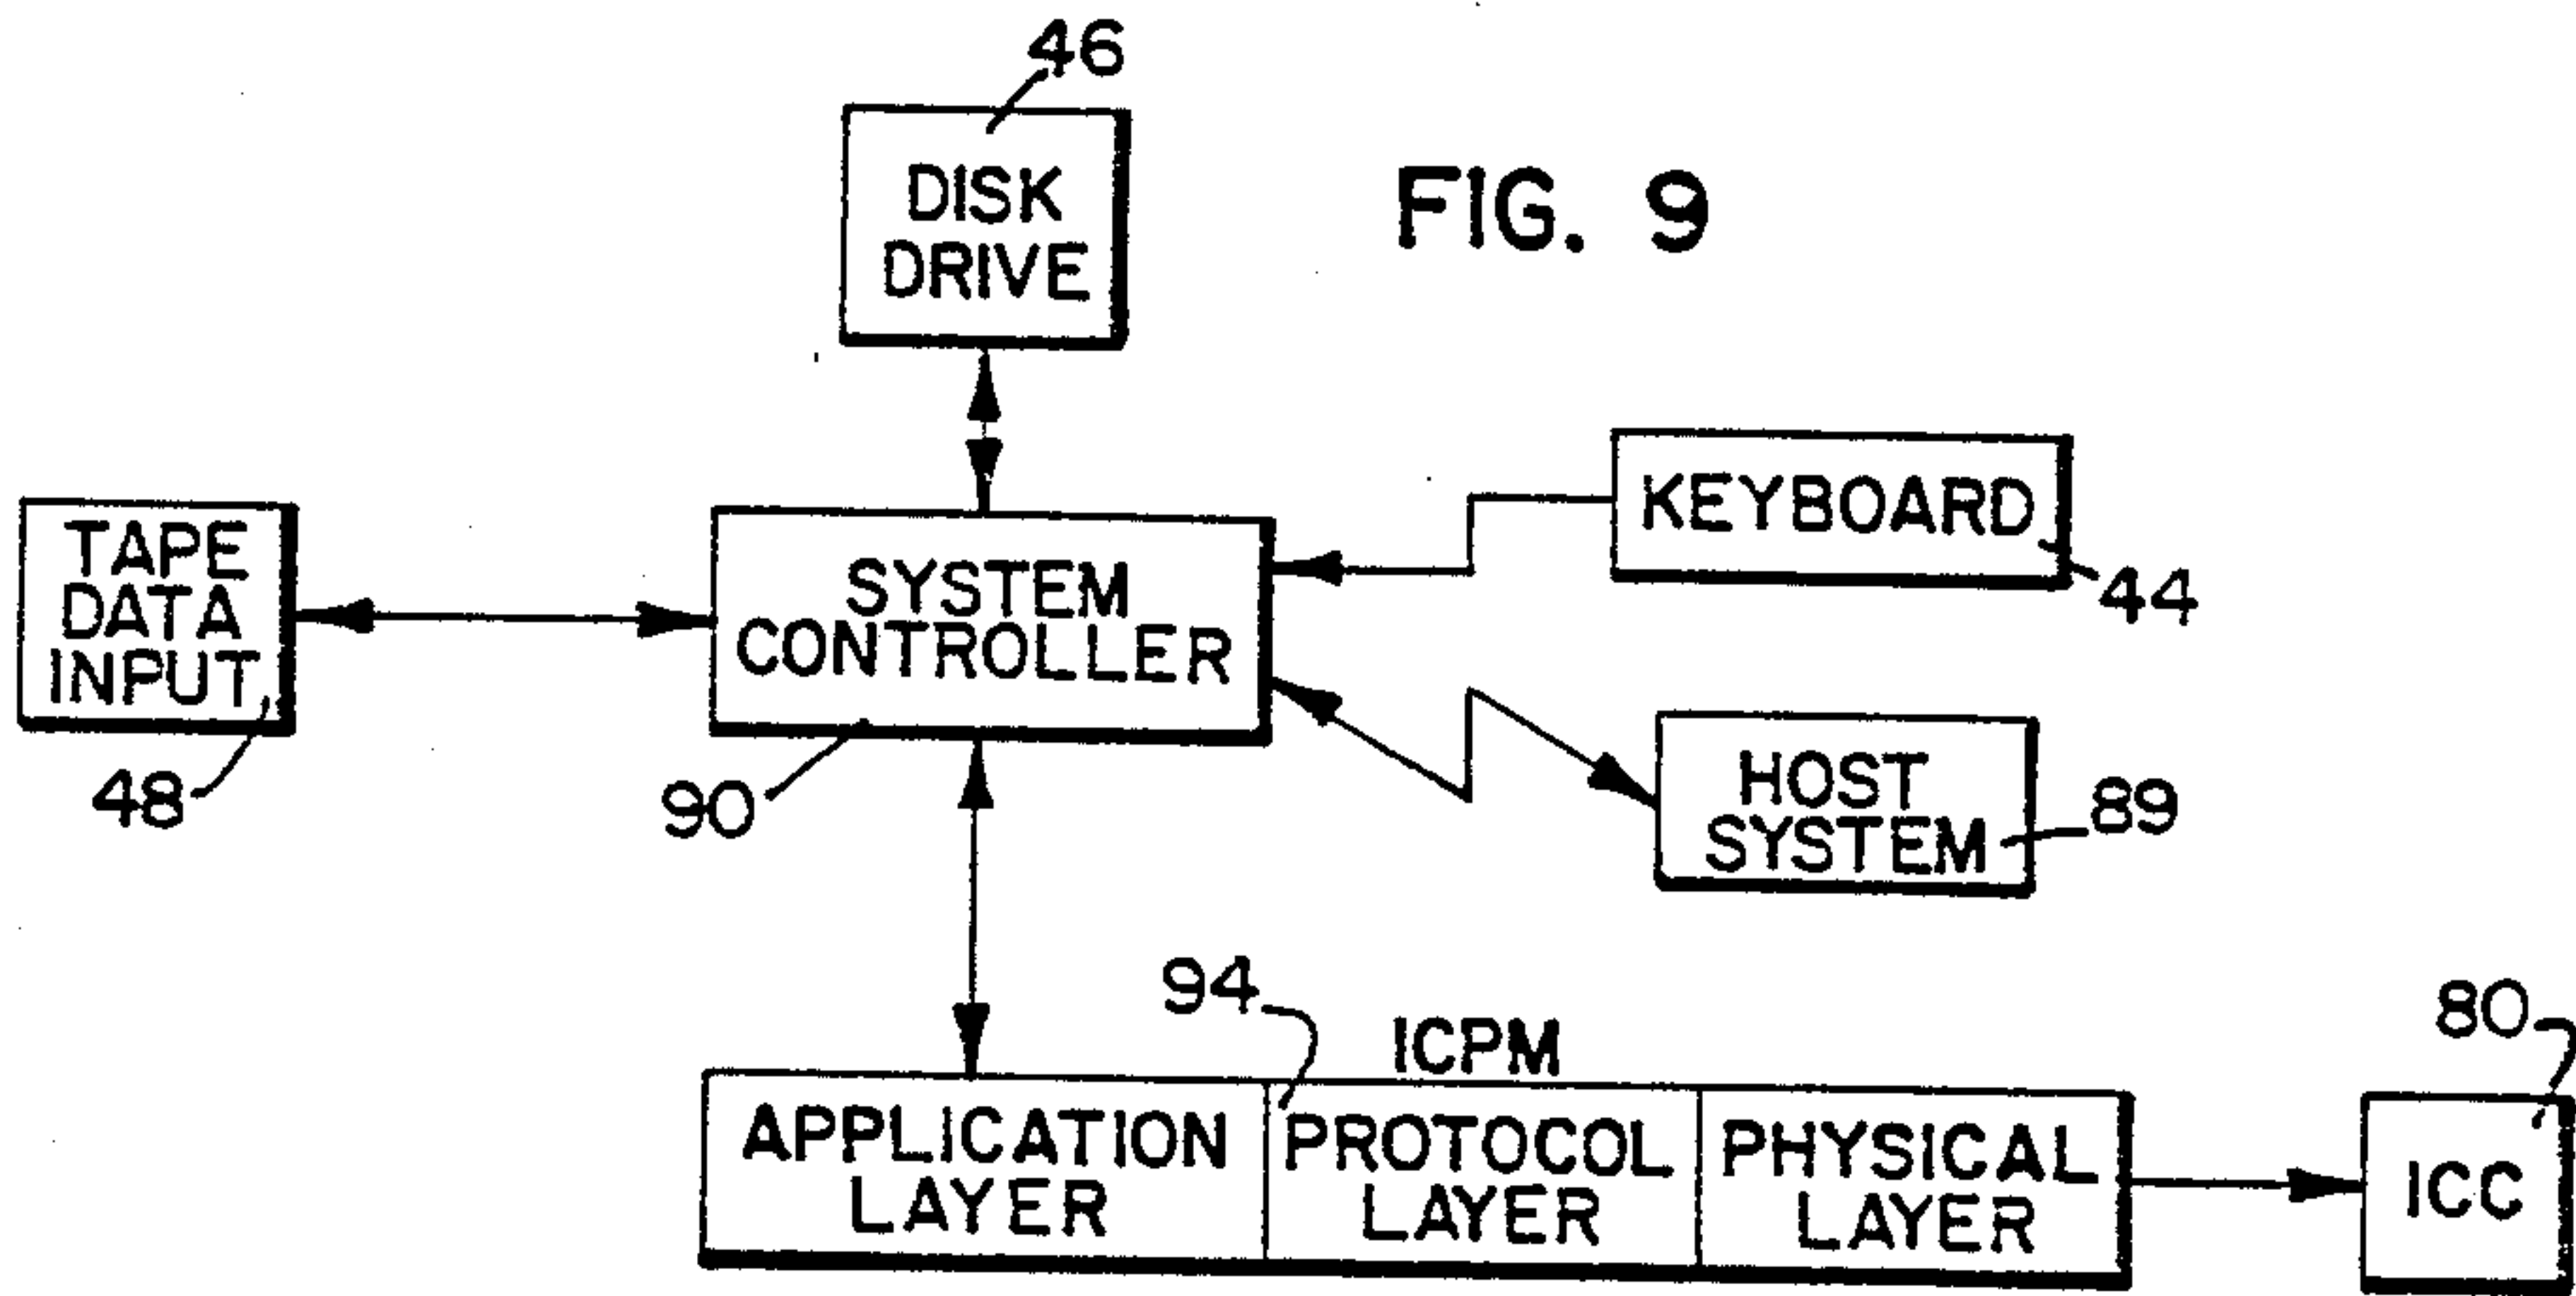 46
DISK
DRIVE
FIG. 9
KEYBOARD
44
TAPE
DATA
INPUT
48
SYSTEM
CONTROLLER
90
HOST
SYSTEM
89
94
ICPM
80
APPLICATION
LAYER
PROTOCOL
LAYER
PHYSICAL
LAYER
ICC